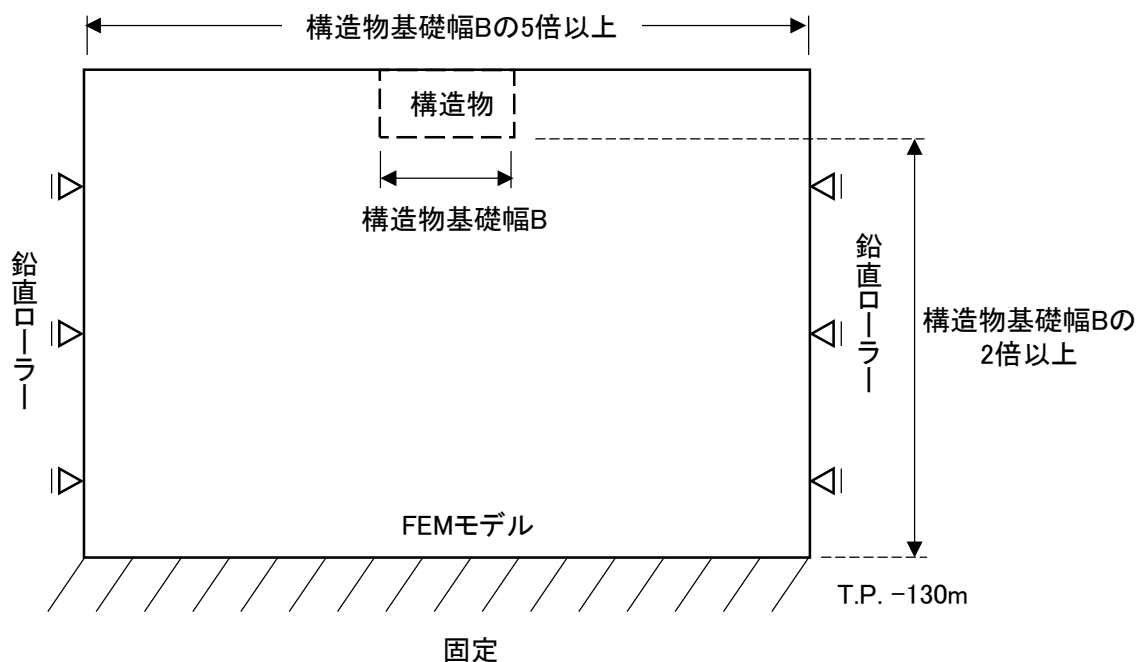 構造物基礎幅Bの5倍以上
構造物
構造物基礎幅B
鉛直ローラー
鉛直ローラー
構造物基礎幅Bの
2倍以上
FEMモデル
T.P. -130m
固定